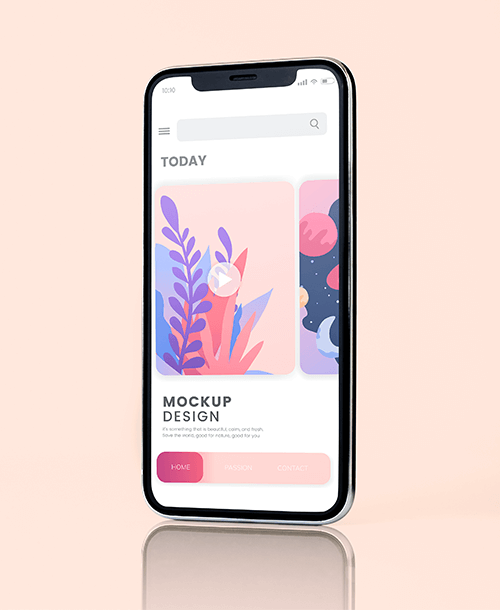 10:10
TODAY
MOCKUP
DESIGN
It's something that is beautiful, calm, and fresh.
Save the world, good for nature, good for you
HOME
PASSION
CONTACT